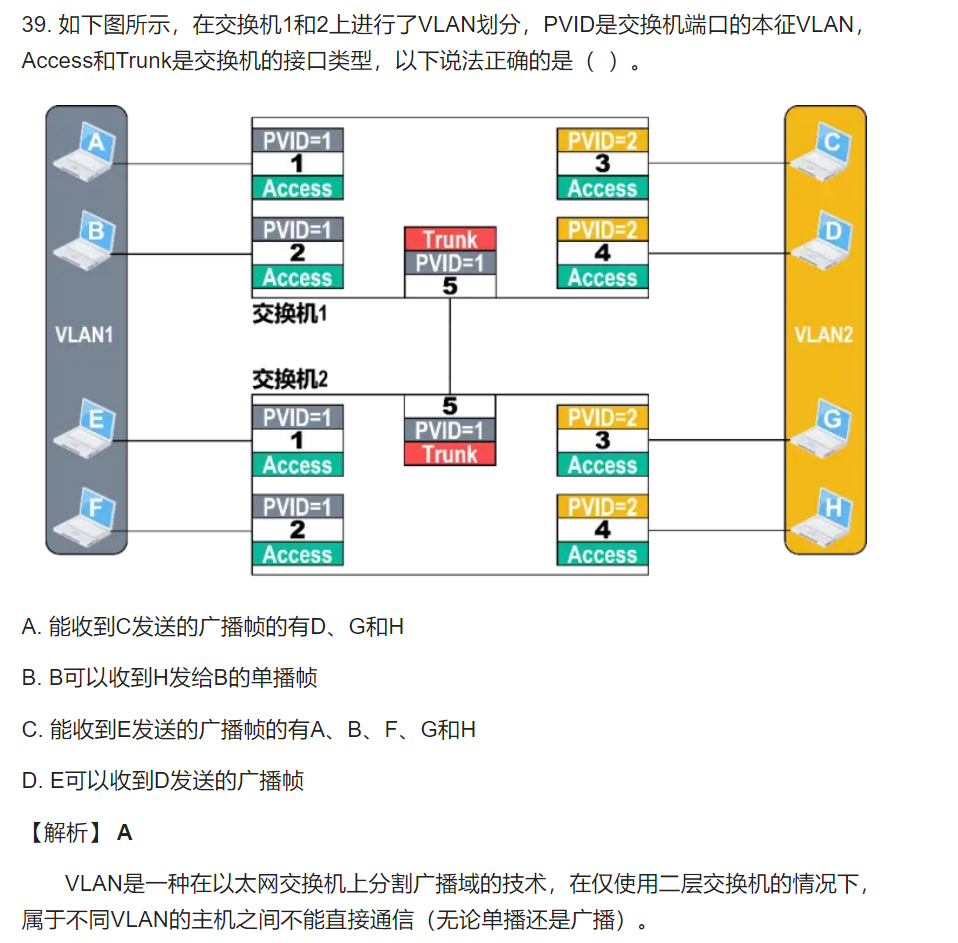 39. 如下图所示，在交换机1和2上进行了VLAN划分，PVID是交换机端口的本征VLAN，
Access和Trunk是交换机的接口类型，以下说法正确的是（ ）。
A
PVID=1
1
Access
PVID=2
3
Access
C
B
PVID=1
2
Access
Trunk
PVID=1
5
PVID=2
4
Access
D
交换机1
VLAN1
VLAN2
交换机2
E
PVID=1
1
Access
5
PVID=1
Trunk
PVID=2
3
Access
G
F
PVID=1
2
Access
PVID=2
4
Access
H
A. 能收到C发送的广播帧的有D、G和H
B. B可以收到H发给B的单播帧
C. 能收到E发送的广播帧的有A、B、F、G和H
D. E可以收到D发送的广播帧
【解析】 A
VLAN是一种在以太网交换机上分割广播域的技术，在仅使用二层交换机的情况下，
属于不同VLAN的主机之间不能直接通信（无论单播还是广播）。